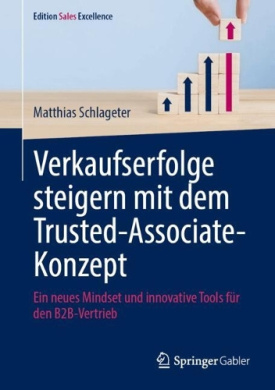 Edition Sales Excellence
Matthias Schlageter
Verkaufserfolge
steigern mit dem
Trusted-Associate-
Konzept
Ein neues Mindset und innovative Tools für
den B2B-Vertrieb
Springer Gabler